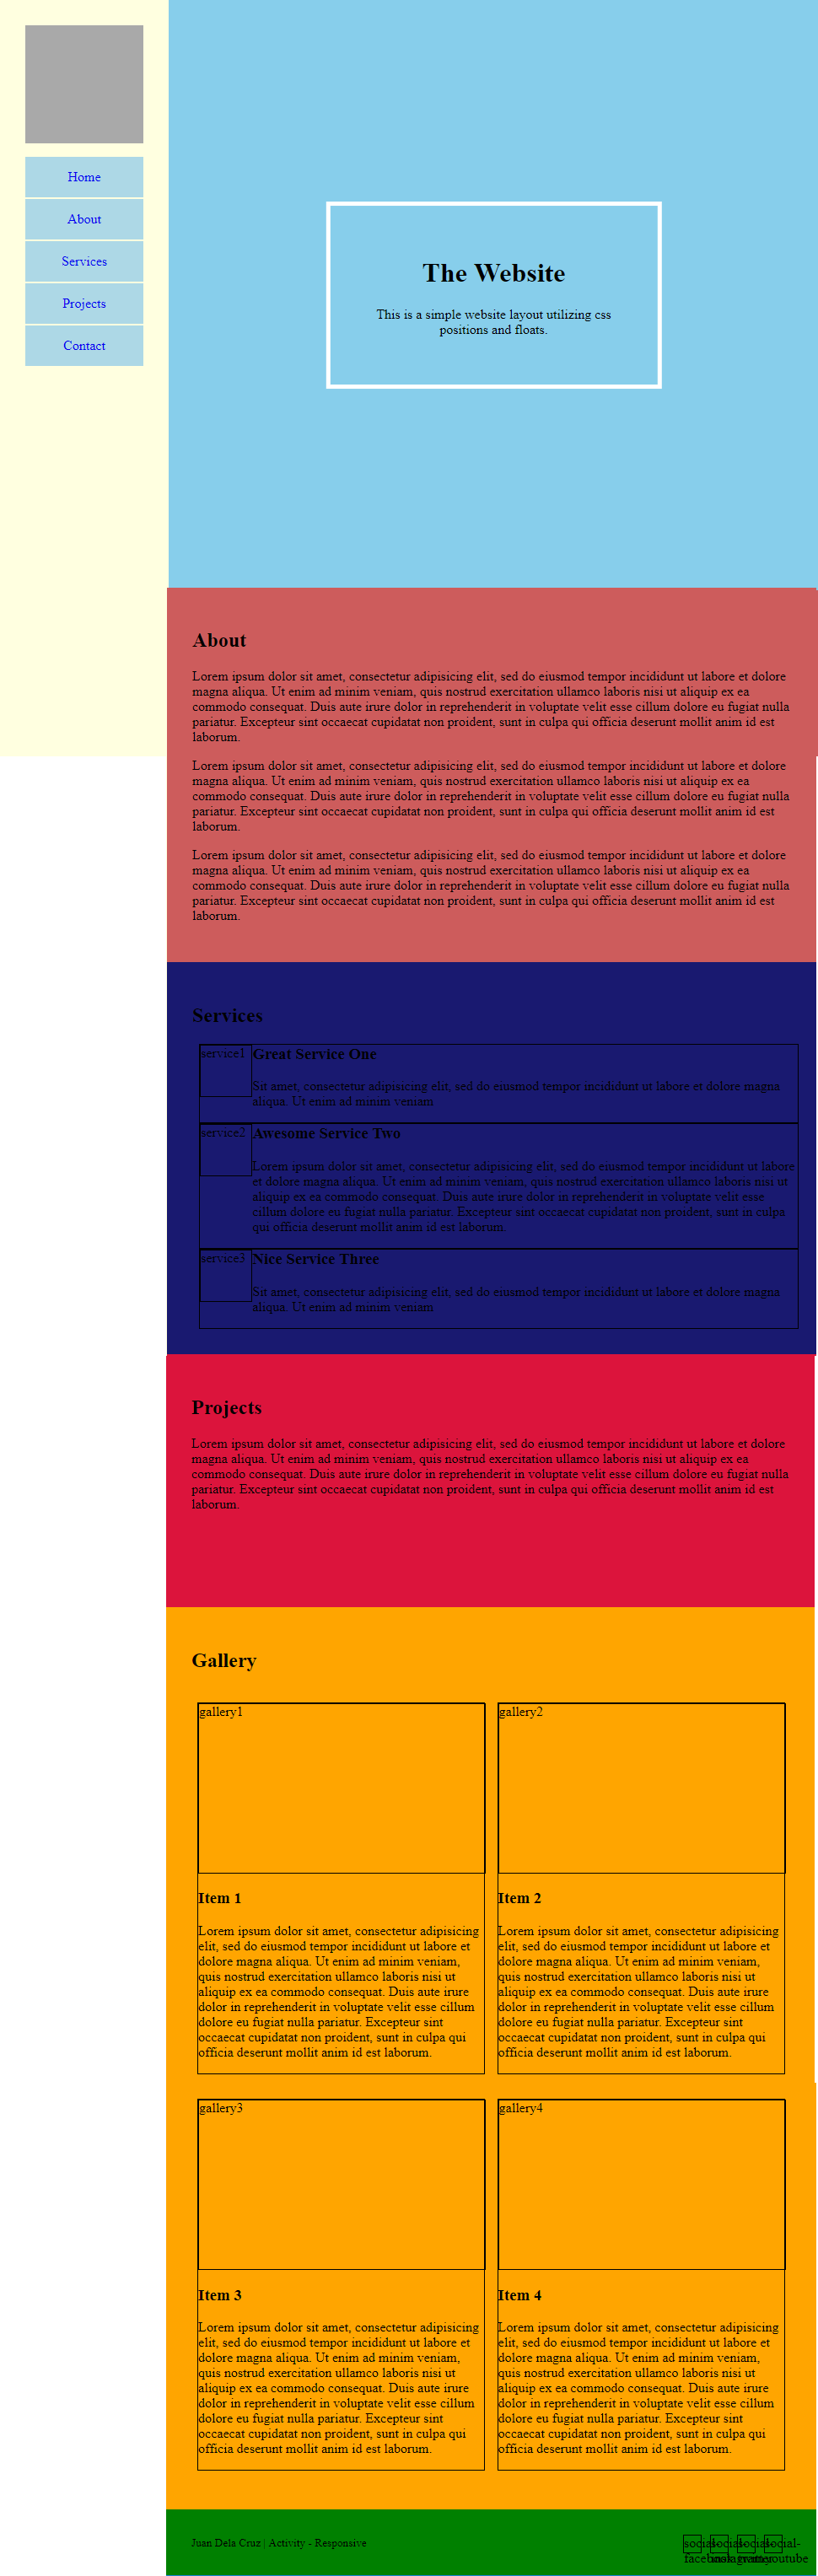 Home
About
Services
Projects
Contact
The Website
This is a simple website layout utilizing css
positions and floats.
About
Lorem ipsum dolor sit amet, consectetur adipisicing elit, sed do eiusmod tempor incididunt ut labore et dolore
magna aliqua. Ut enim ad minim veniam, quis nostrud exercitation ullamco laboris nisi ut aliquip ex ea
commodo consequat. Duis aute irure dolor in reprehenderit in voluptate velit esse cillum dolore eu fugiat nulla
pariatur. Excepteur sint occaecat cupidatat non proident, sunt in culpa qui officia deserunt mollit anim id est
laborum.
Lorem ipsum dolor sit amet, consectetur adipisicing elit, sed do eiusmod tempor incididunt ut labore et dolore
magna aliqua. Ut enim ad minim veniam, quis nostrud exercitation ullamco laboris nisi ut aliquip ex ea
commodo consequat. Duis aute irure dolor in reprehenderit in voluptate velit esse cillum dolore eu fugiat nulla
pariatur. Excepteur sint occaecat cupidatat non proident, sunt in culpa qui officia deserunt mollit anim id est
laborum.
Lorem ipsum dolor sit amet, consectetur adipisicing elit, sed do eiusmod tempor incididunt ut labore et dolore
magna aliqua. Ut enim ad minim veniam, quis nostrud exercitation ullamco laboris nisi ut aliquip ex ea
commodo consequat. Duis aute irure dolor in reprehenderit in voluptate velit esse cillum dolore eu fugiat nulla
pariatur. Excepteur sint occaecat cupidatat non proident, sunt in culpa qui officia deserunt mollit anim id est
laborum.
Services
service1
Great Service One
Sit amet, consectetur adipisicing elit, sed do eiusmod tempor incididunt ut labore et dolore magna
aliqua. Ut enim ad minim veniam
service2
Awesome Service Two
Lorem ipsum dolor sit amet, consectetur adipisicing elit, sed do eiusmod tempor incididunt ut labore
et dolore magna aliqua. Ut enim ad minim veniam, quis nostrud exercitation ullamco laboris nisi ut
aliquip ex ea commodo consequat. Duis aute irure dolor in reprehenderit in voluptate velit esse
cillum dolore eu fugiat nulla pariatur. Excepteur sint occaecat cupidatat non proident, sunt in culpa
qui officia deserunt mollit anim id est laborum.
service3
Nice Service Three
Sit amet, consectetur adipisicing elit, sed do eiusmod tempor incididunt ut labore et dolore magna
aliqua. Ut enim ad minim veniam
Projects
Lorem ipsum dolor sit amet, consectetur adipisicing elit, sed do eiusmod tempor incididunt ut labore et dolore
magna aliqua. Ut enim ad minim veniam, quis nostrud exercitation ullamco laboris nisi ut aliquip ex ea
commodo consequat. Duis aute irure dolor in reprehenderit in voluptate velit esse cillum dolore eu fugiat nulla
pariatur. Excepteur sint occaecat cupidatat non proident, sunt in culpa qui officia deserunt mollit anim id est
laborum.
Gallery
gallery1
Item 1
Lorem ipsum dolor sit amet, consectetur adipisicing
elit, sed do eiusmod tempor incididunt ut labore et
dolore magna aliqua. Ut enim ad minim veniam,
quis nostrud exercitation ullamco laboris nisi ut
aliquip ex ea commodo consequat. Duis aute irure
dolor in reprehenderit in voluptate velit esse cillum
dolore eu fugiat nulla pariatur. Excepteur sint
occaecat cupidatat non proident, sunt in culpa qui
officia deserunt mollit anim id est laborum.
gallery2
Item 2
Lorem ipsum dolor sit amet, consectetur adipisicing
elit, sed do eiusmod tempor incididunt ut labore et
dolore magna aliqua. Ut enim ad minim veniam,
quis nostrud exercitation ullamco laboris nisi ut
aliquip ex ea commodo consequat. Duis aute irure
dolor in reprehenderit in voluptate velit esse cillum
dolore eu fugiat nulla pariatur. Excepteur sint
occaecat cupidatat non proident, sunt in culpa qui
officia deserunt mollit anim id est laborum.
gallery3
Item 3
Lorem ipsum dolor sit amet, consectetur adipisicing
elit, sed do eiusmod tempor incididunt ut labore et
dolore magna aliqua. Ut enim ad minim veniam,
quis nostrud exercitation ullamco laboris nisi ut
aliquip ex ea commodo consequat. Duis aute irure
dolor in reprehenderit in voluptate velit esse cillum
dolore eu fugiat nulla pariatur. Excepteur sint
occaecat cupidatat non proident, sunt in culpa qui
officia deserunt mollit anim id est laborum.
gallery4
Item 4
Lorem ipsum dolor sit amet, consectetur adipisicing
elit, sed do eiusmod tempor incididunt ut labore et
dolore magna aliqua. Ut enim ad minim veniam,
quis nostrud exercitation ullamco laboris nisi ut
aliquip ex ea commodo consequat. Duis aute irure
dolor in reprehenderit in voluptate velit esse cillum
dolore eu fugiat nulla pariatur. Excepteur sint
occaecat cupidatat non proident, sunt in culpa qui
officia deserunt mollit anim id est laborum.
Juan Dela Cruz | Activity - Responsive
social-
youtube